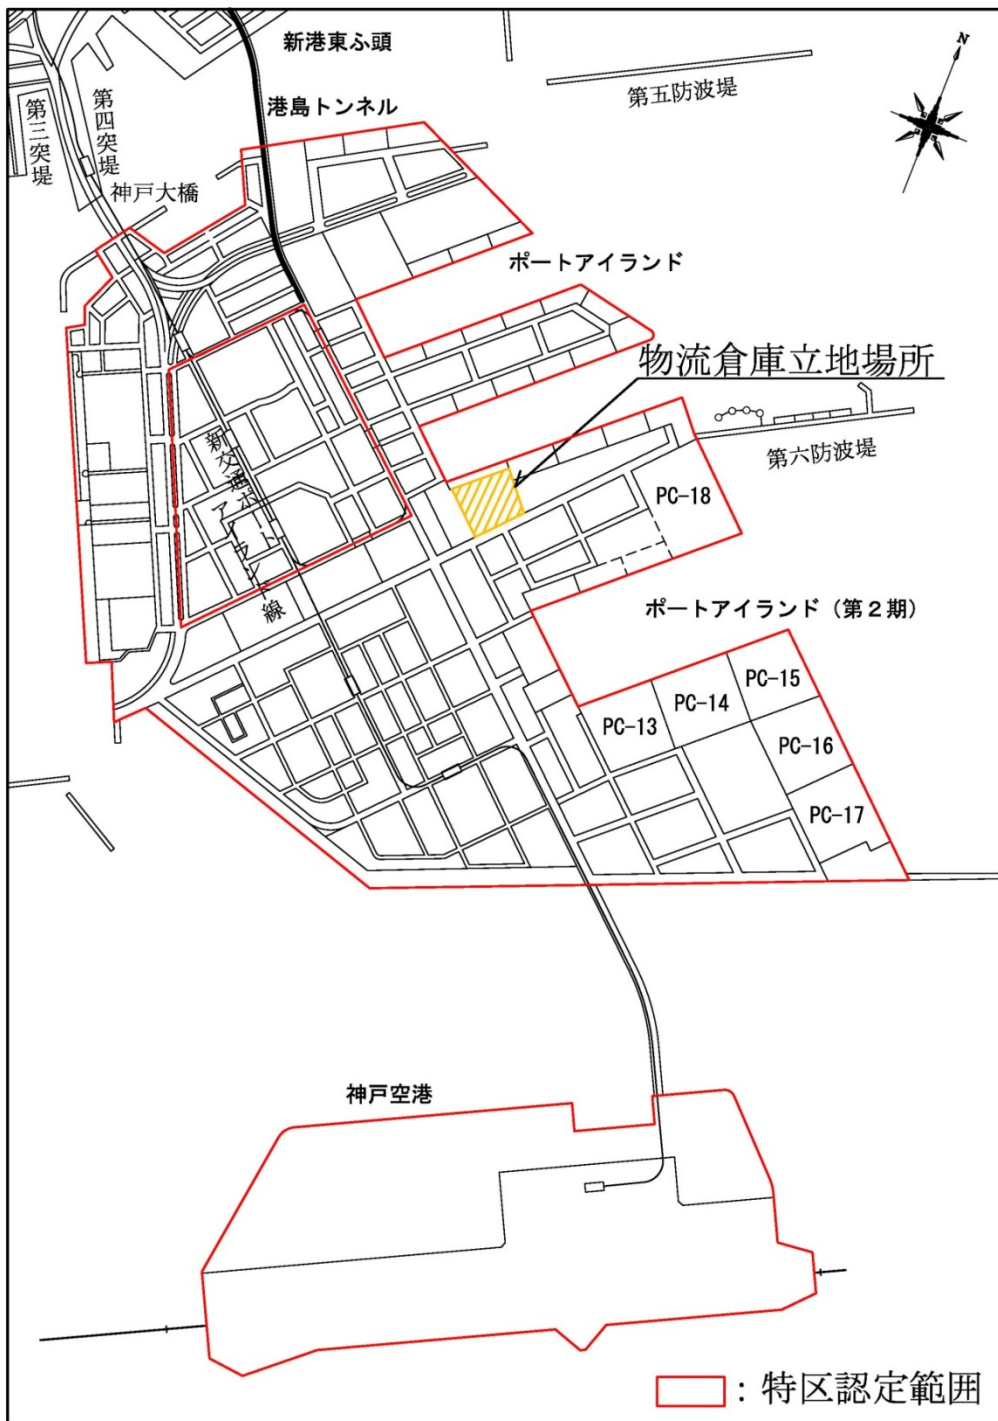 新港東ふ頭
N
第五防波堤
港島トンネル
第四突堤
第三突堤
神戸大橋
ポートアイランド
物流倉庫立地場所
第六防波堤
新交通ポートアイランド線
PC-18
ポートアイランド（第２期）
PC-15
PC-14
PC-13
PC-16
PC-17
神戸空港
：特区認定範囲